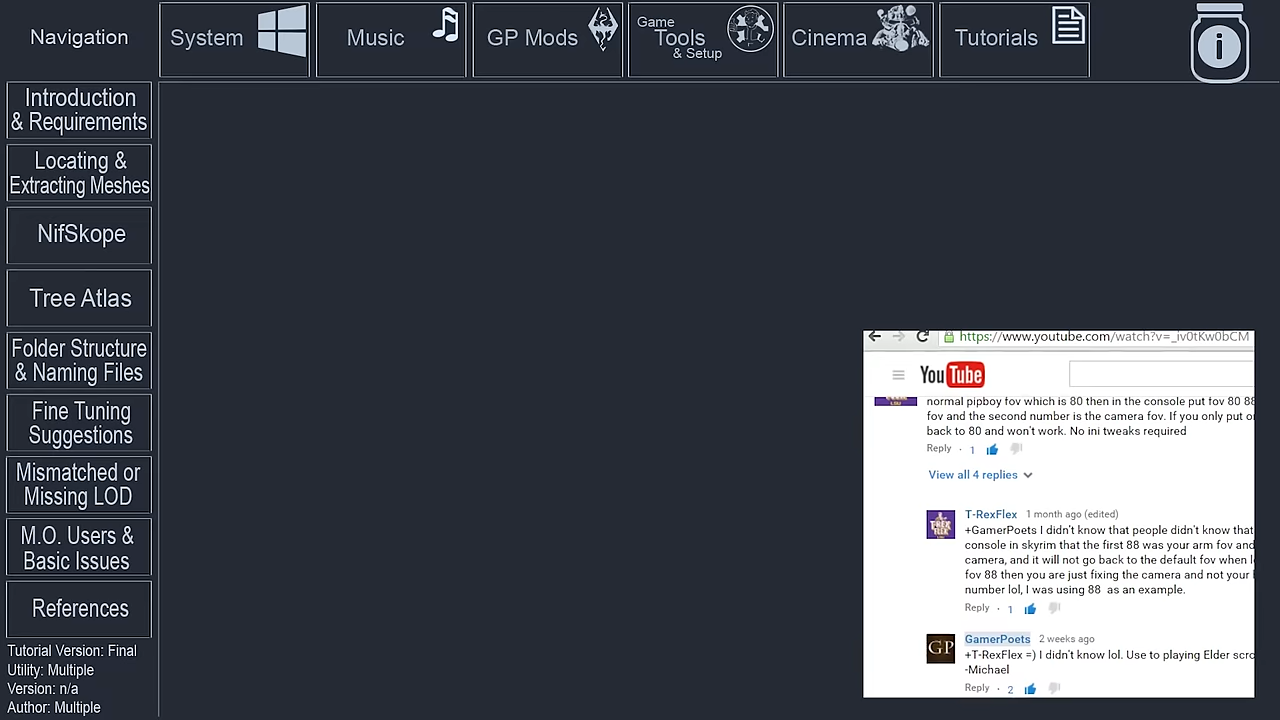 Navigation
System
Music
GP Mods
Game
Tools
& Setup
Cinema
Tutorials
i
Introduction
& Requirements
Locating &
Extracting Meshes
NifSkope
Tree Atlas
Folder Structure
& Naming Files
Fine Tuning
Suggestions
Mismatched or
Missing LOD
M.O. Users &
Basic Issues
References
Tutorial Version: Final
Utility: Multiple
Version: n/a
Author: Multiple
https://www.youtube.com/watch?v=_iv0tKw0bCM
YouTube
normal pipboy fov which is 80 then in the console put fov 80 88
fov and the second number is the camera fov. If you only put
back to 80 and won't work. No ini tweaks required
Reply · 1
View all 4 replies
T-RexFlex 1 month ago (edited)
+GamerPoets I didn't know that people didn't know that
console in skyrim that the first 88 was your arm fov and
camera, and it will not go back to the default fov when
fov 88 then you are just fixing the camera and not your
number lol, I was using 88 as an example.
Reply · 1
GP
GamerPoets 2 weeks ago
+T-RexFlex =) I didn't know lol. Use to playing Elder scro
-Michael
Reply · 2